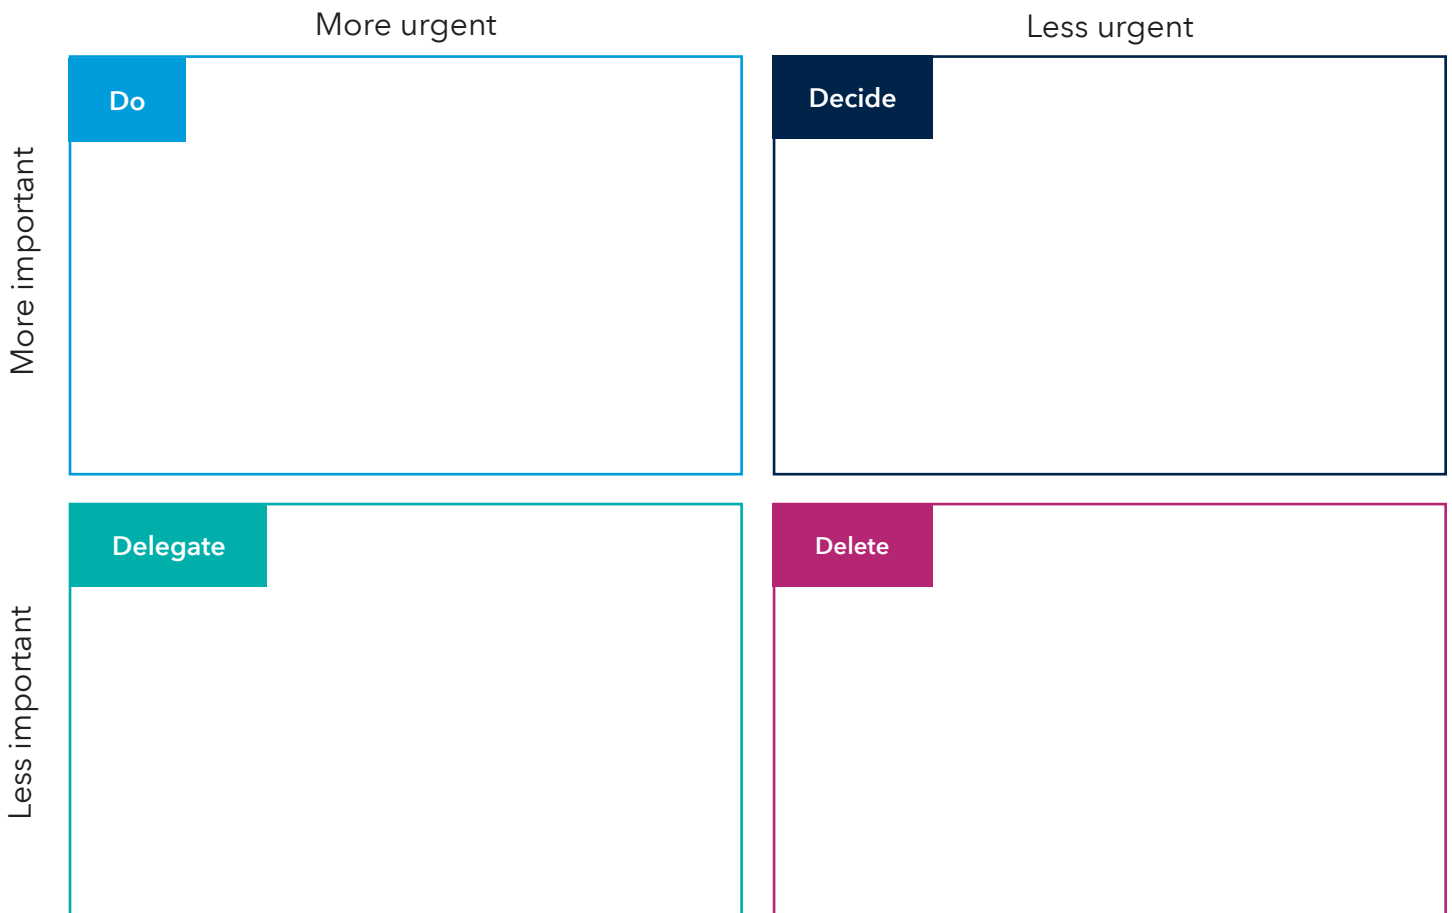 More urgent
Less urgent
More important
Do
Decide
Less important
Delegate
Delete